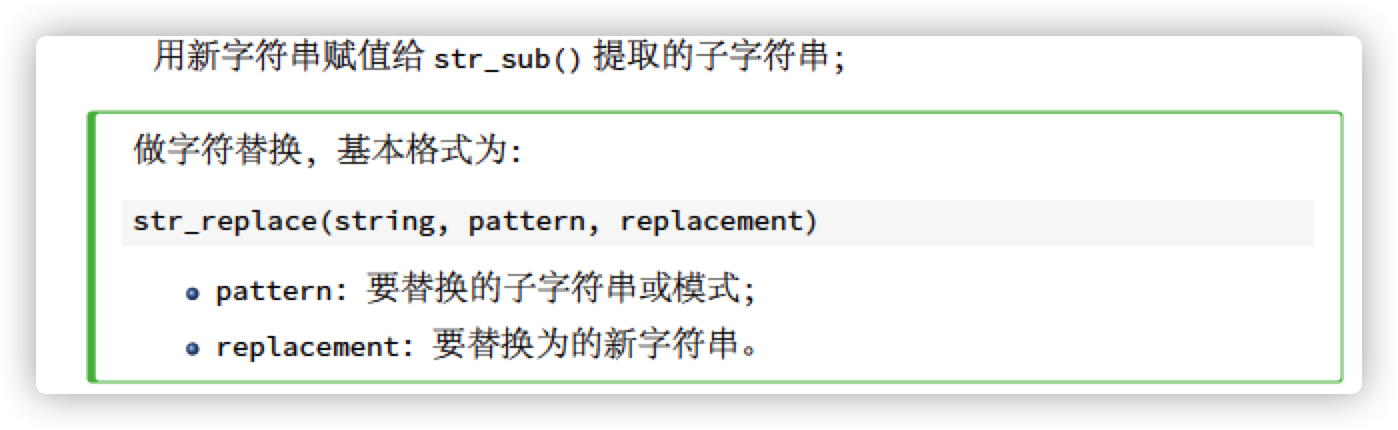 用新字符串赋值给 str_sub() 提取的子字符串;
做字符替换, 基本格式为:
str_replace(string, pattern, replacement)
pattern: 要替换的子字符串或模式;
replacement: 要替换为的新字符串。